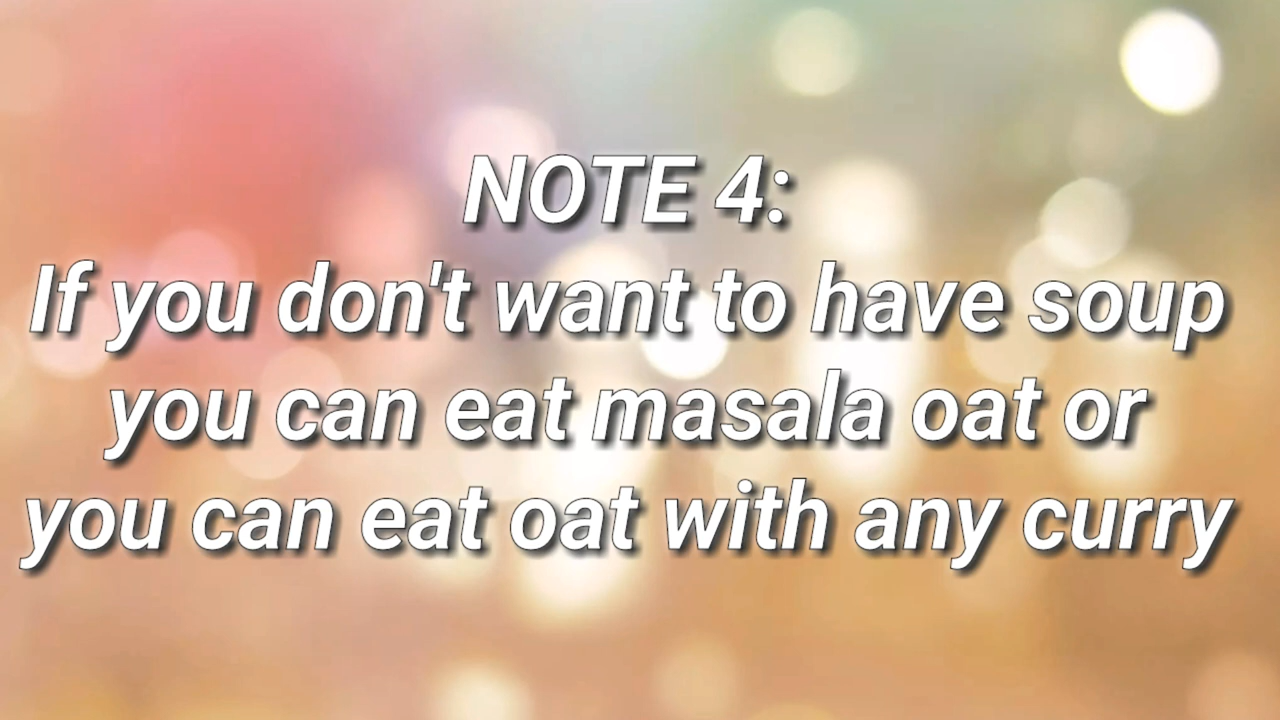 NOTE 4:
If you don't want to have soup
you can eat masala oat or
you can eat oat with any curry